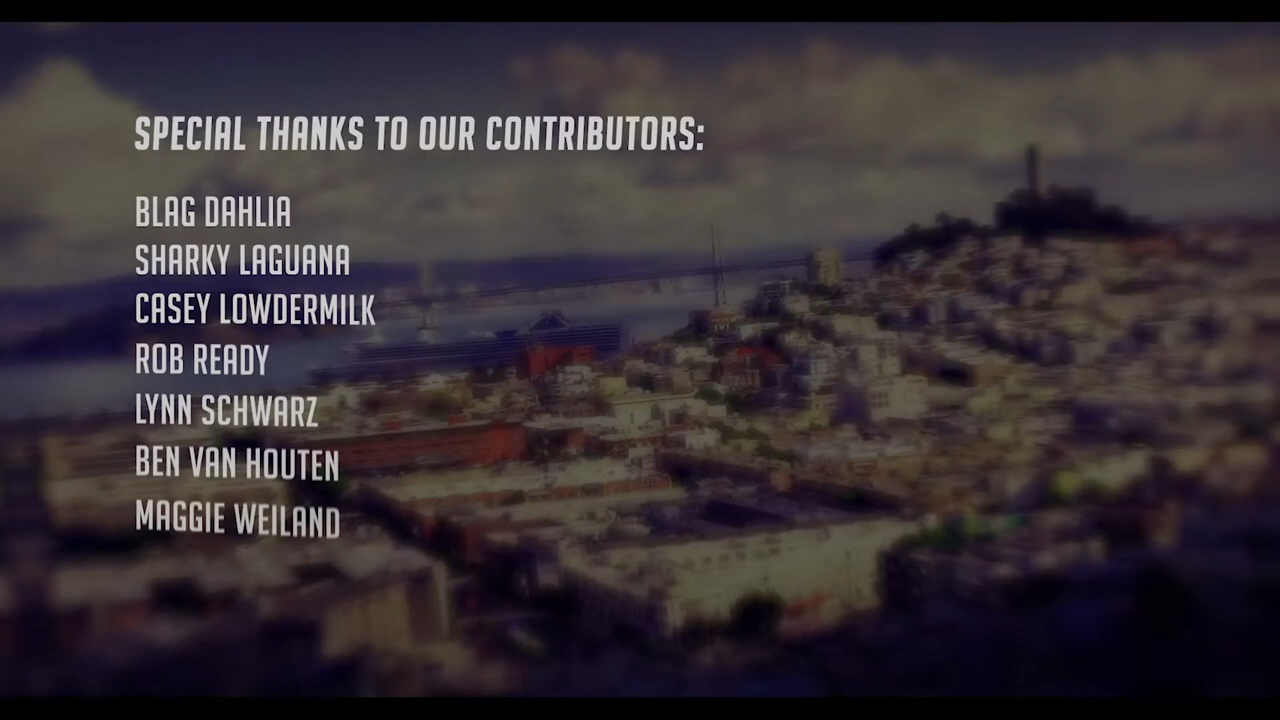 SPECIAL THANKS TO OUR CONTRIBUTORS:
BLAG DAHLIA
SHARKY LAGUANA
CASEY LOWDERMILK
ROB READY
LYNN SCHWARZ
BEN VAN HOUTEN
MAGGIE WEILAND